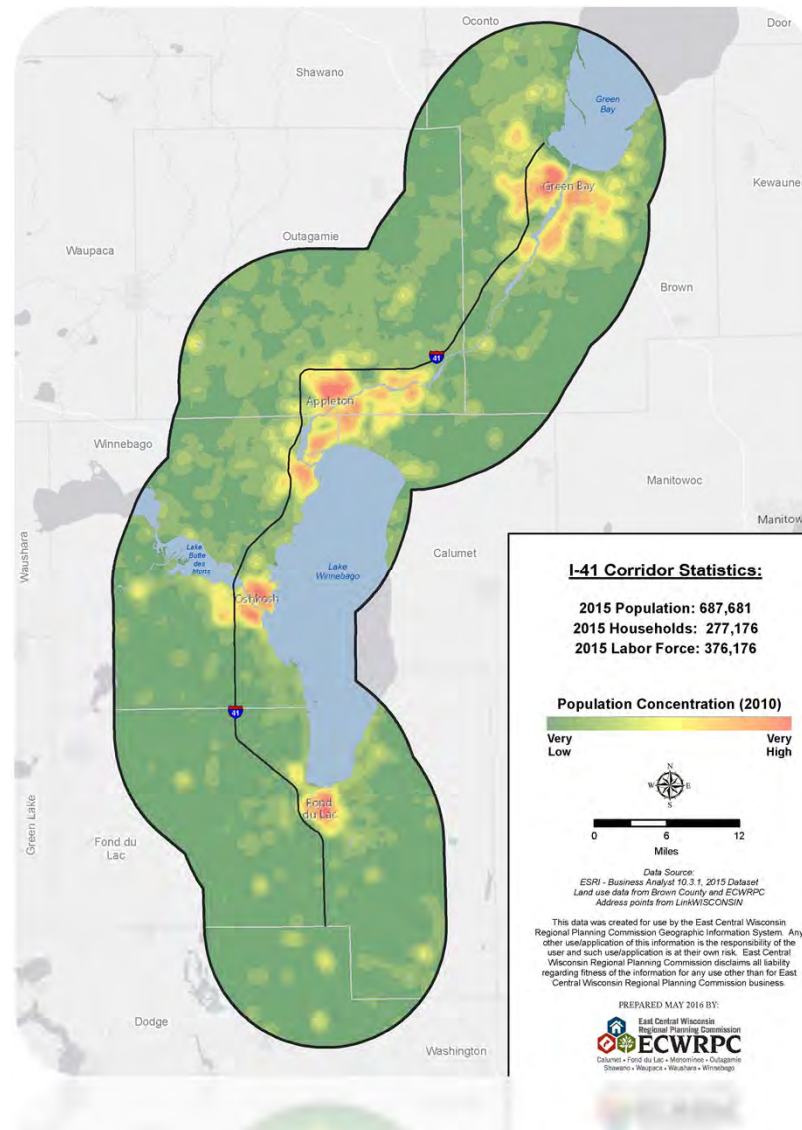 Oconto
Door
Shawano
Green
Bay
Green Bay
Kewaune
Outagamie
Waupaca
Brown
41
Appleton
Winnebago
Manitowoc
Manitow
Waushara
Lake
Butte
des
Morts
Lake
Winnebago
Calumet
Oshkosh
41
Green Lake
Fond du
Lac
Fond
du Lac
Dodge
Washington
I-41 Corridor Statistics:
2015 Population: 687,681
2015 Households: 277,176
2015 Labor Force: 376,176
Population Concentration (2010)
Very
Low
Very
High
N
W E
S
0 6 12
Miles
Data Source:
ESRI - Business Analyst 10.3.1, 2015 Dataset
Land use data from Brown County and ECWRPC
Address points from LinkWISCONSIN
This data was created for use by the East Central Wisconsin
Regional Planning Commission Geographic Information System. Any
other use/application of this information is the responsibility of the
user and such use/application is at their own risk. East Central
Wisconsin Regional Planning Commission disclaims all liability
regarding fitness of the information for any use other than for East
Central Wisconsin Regional Planning Commission business.
PREPARED MAY 2016 BY:
East Central Wisconsin
Regional Planning Commission
ECWRPC
Calumet • Fond du Lac • Menominee • Outagamie
Shawano • Waupaca • Waushara • Winnebago